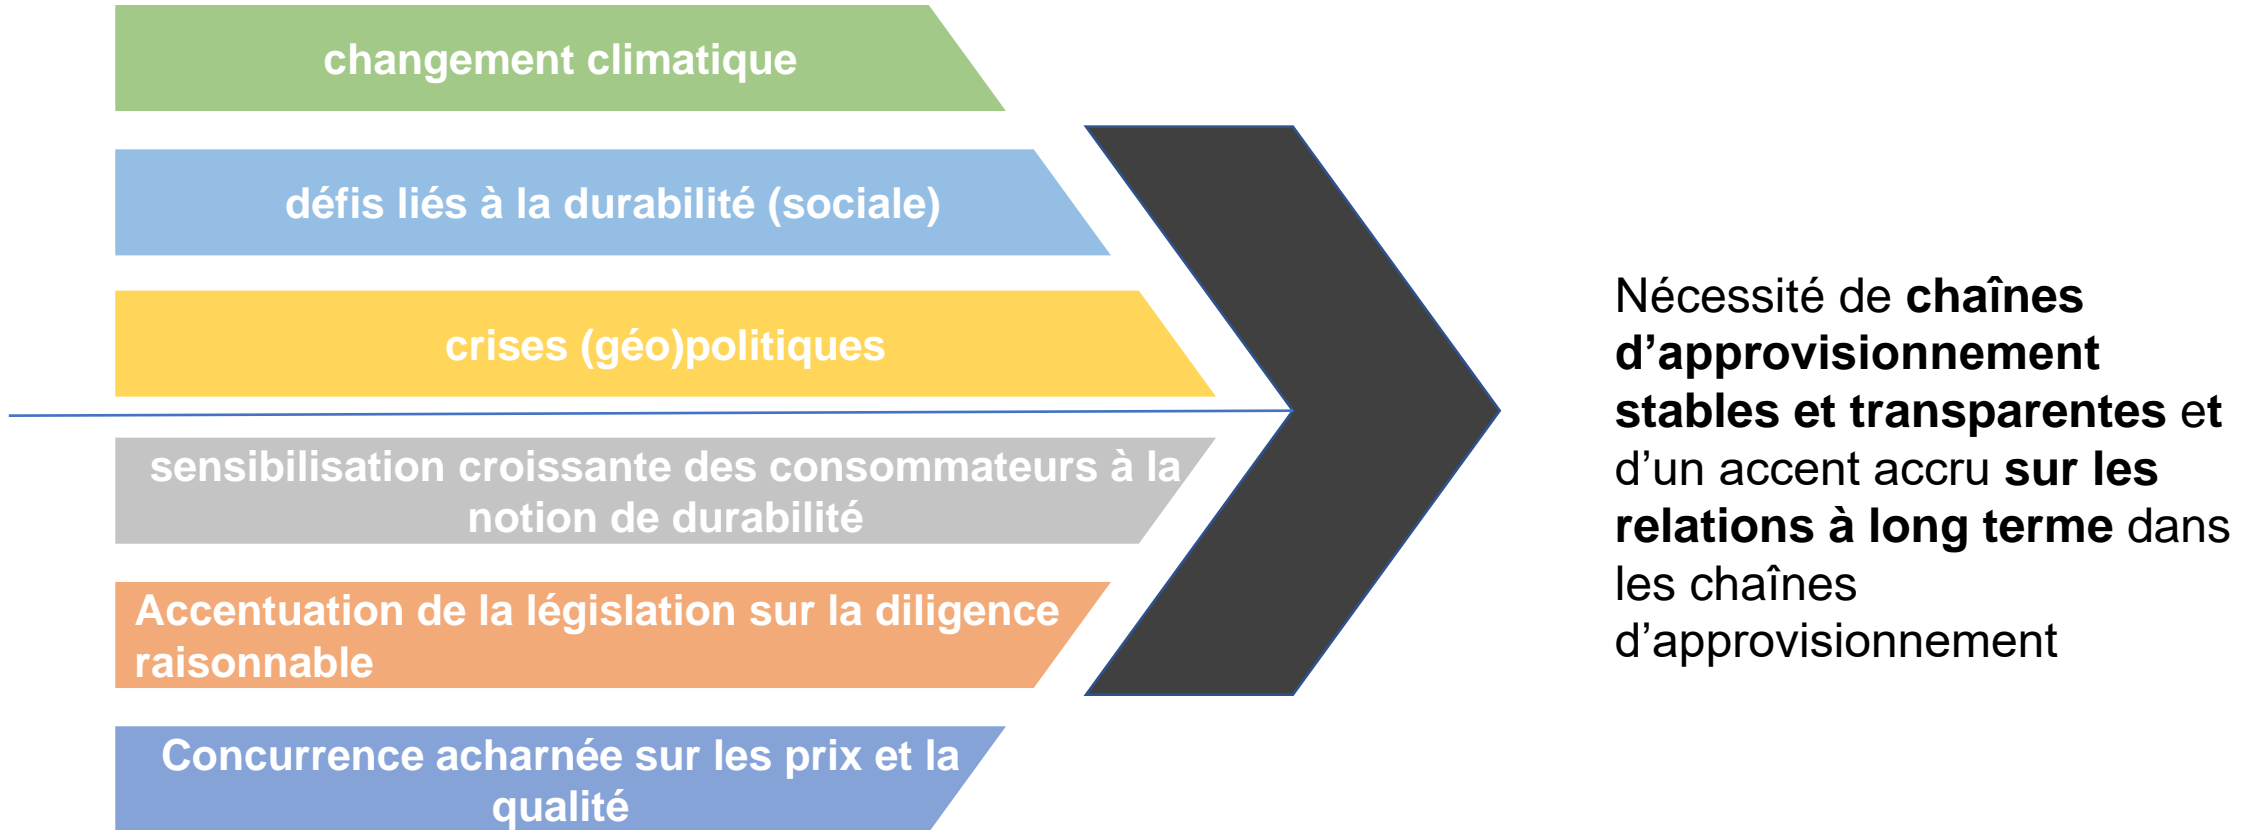 changement climatique
défis liés à la durabilité (sociale)
crises (géo)politiques
sensibilisation croissante des consommateurs à la
notion de durabilité
Accentuation de la législation sur la diligence
raisonnable
Concurrence acharnée sur les prix et la
qualité
Nécessité de chaînes
d’approvisionnement
stables et transparentes et
d’un accent accru sur les
relations à long terme dans
les chaînes
d’approvisionnement